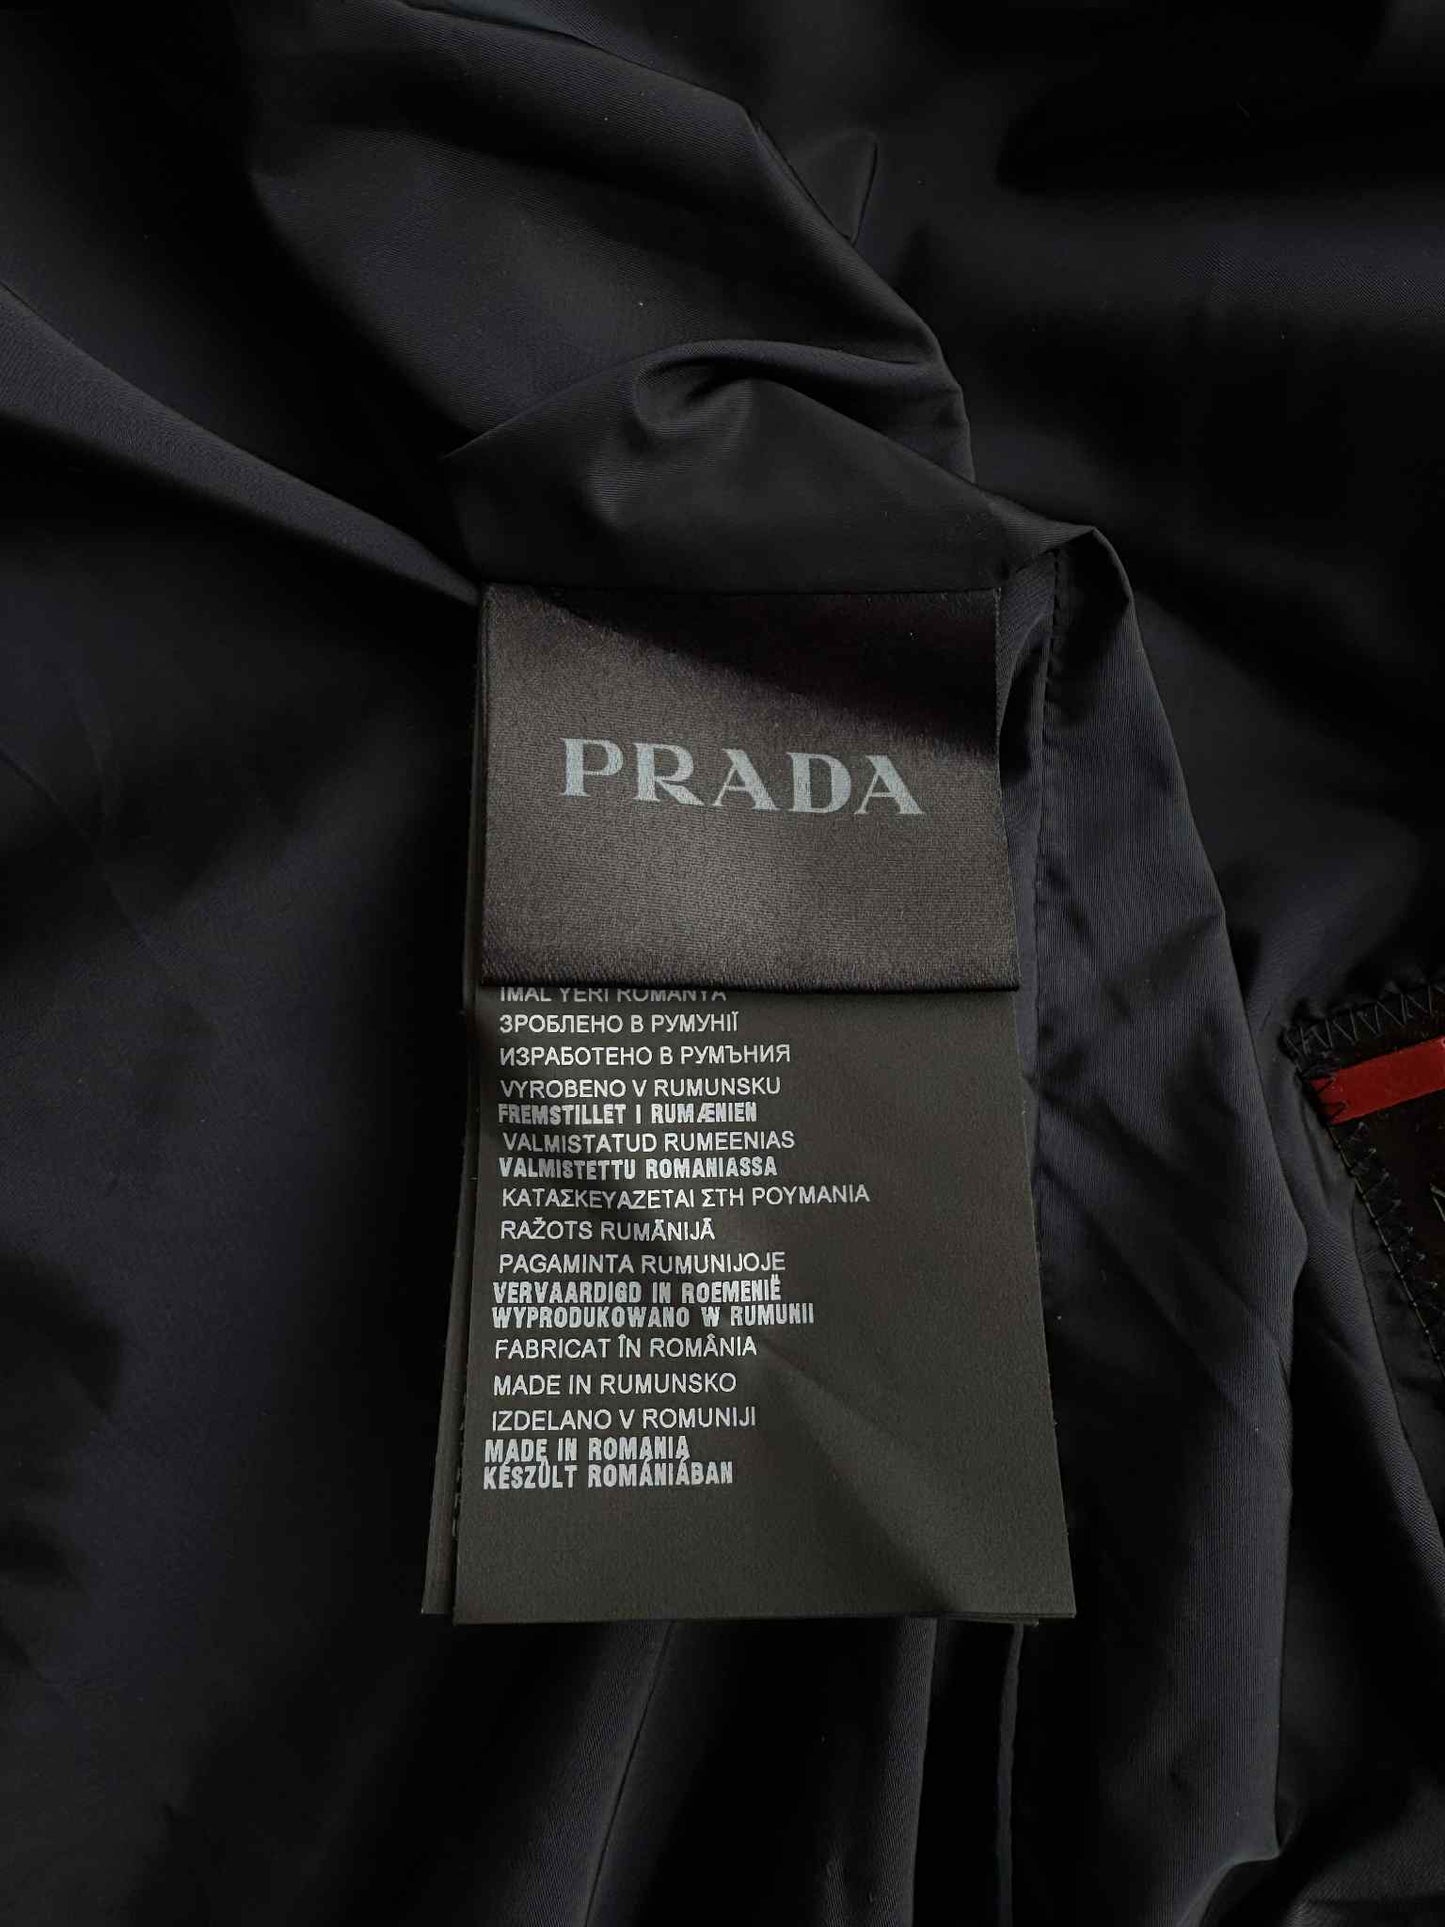 PRADA
IMAL YERI ROMANYA
ЗРОБЛЕНО В РУМУНІЇ
ИЗРАБОТЕНО В РУМЪНИЯ
VYROBENO V RUMUNSKU
FREMSTILLET I RUMÆNIEN
VALMISTATUD RUMEENIAS
VALMISTETTU ROMANIASSA
ΚΑΤΑΣΚΕYΑΖΕΤΑΙ ΣΤΗ ΡΟΥΜΑΝΙΑ
RAŽOTS RUMĀNIJĀ
PAGAMINTA RUMUNIJOJE
VERVAARDIGD IN ROEMENIË
WYPRODUKOWANO W RUMUNII
FABRICAT ÎN ROMÂNIA
MADE IN RUMUNSKO
IZDELANO V ROMUNIJI
MADE IN ROMANIA
KÉSZÜLT ROMÁNIÁBAN